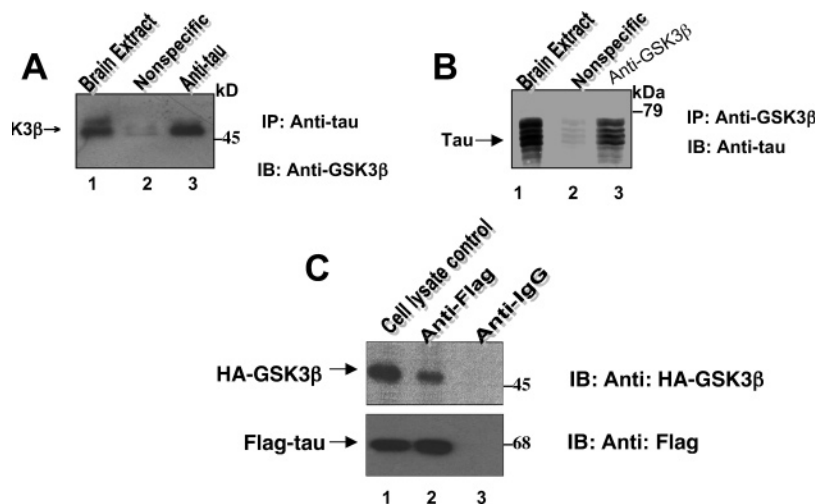 A
Brain Extract
Nonspecific
Anti-tau
kD
K3β
45
IP: Anti-tau
IB: Anti-GSK3β
1 2 3
B
Brain Extract
Nonspecific
Anti-GSK3β
kDa
79
Tau
IP: Anti-GSK3β
IB: Anti-tau
1 2 3
C
Cell lysate control
Anti-Flag
Anti-IgG
HA-GSK3β
45
IB: Anti: HA-GSK3β
Flag-tau
68
IB: Anti: Flag
1 2 3